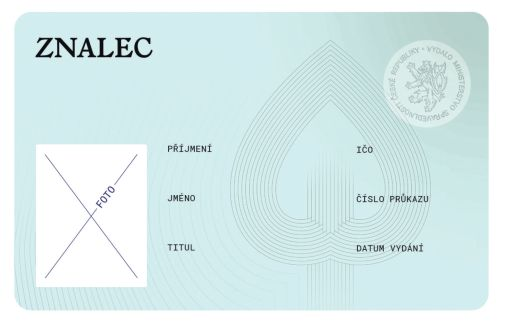 ZNALEC
VYDALO MINISTERSTVO SPRAVEDLNOSTI ČESKÉ REPUBLIKY •
PŘÍJMENÍ
IČO
FOTO
JMÉNO
ČÍSLO PRŮKAZU
TITUL
DATUM VYDÁNÍ